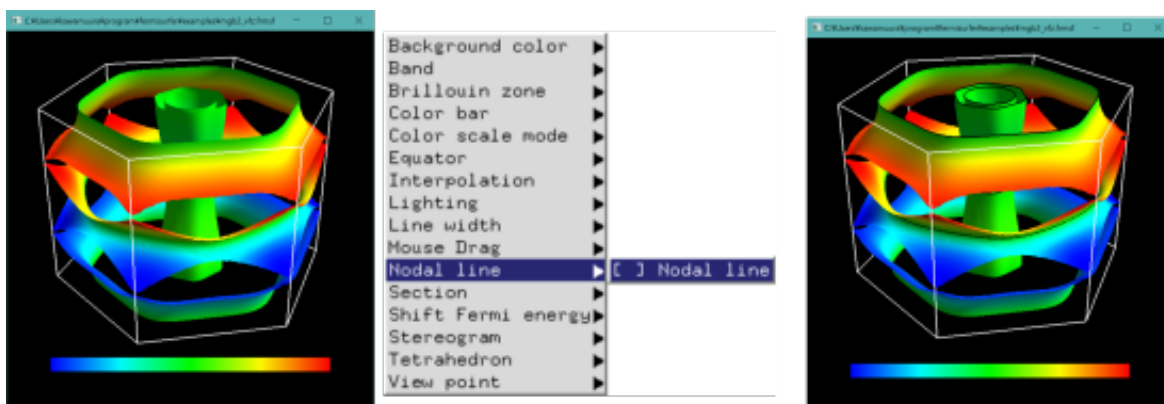 Background color
Band
Brillouin zone
Color bar
Color scale mode
Equator
Interpolation
Lighting
Line width
Mouse Drag
Nodal line
[ ] Nodal line
Section
Shift Fermi energy
Stereogram
Tetrahedron
View point